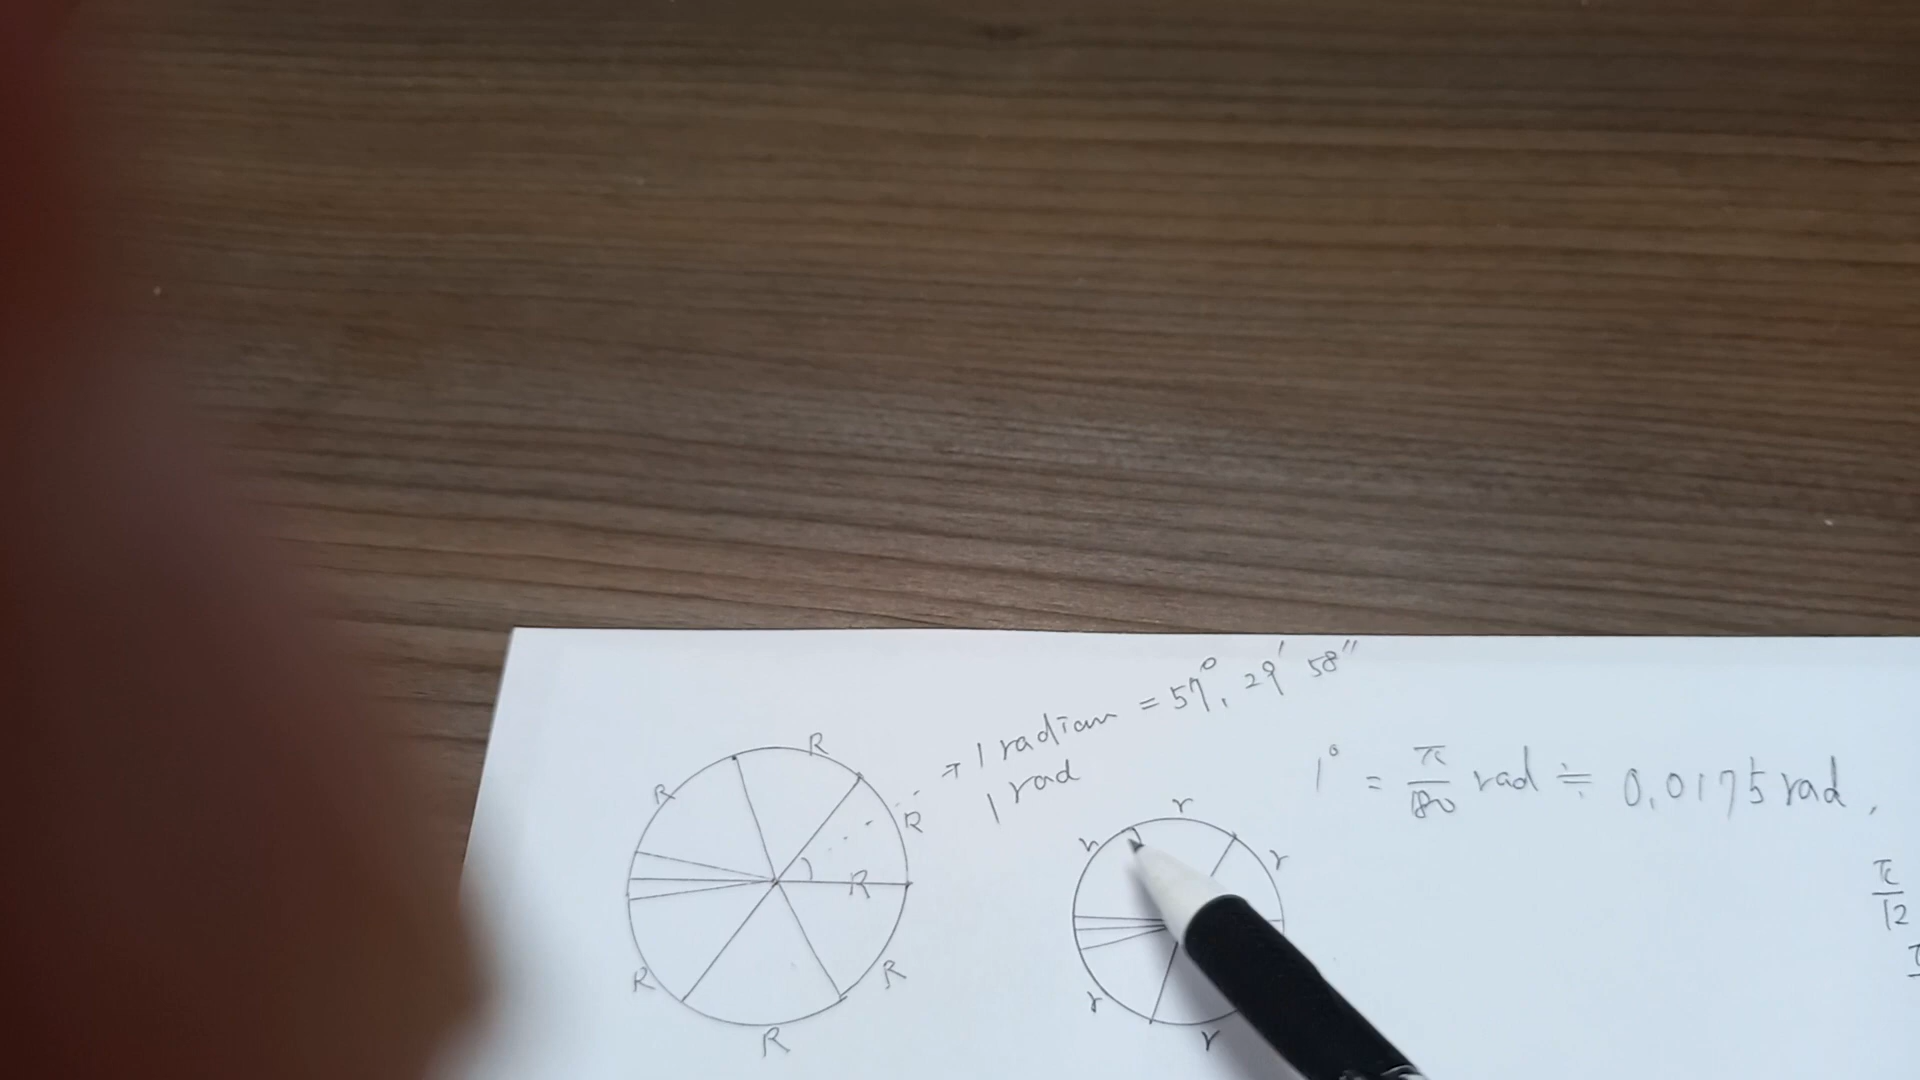 ⇒ 1 radian = 57°, 29′ 58″
1 rad
1° = π/180 rad ≒ 0.0175 rad,
R
R
R
R
R
R
R
r
r
r
r
r
π/12